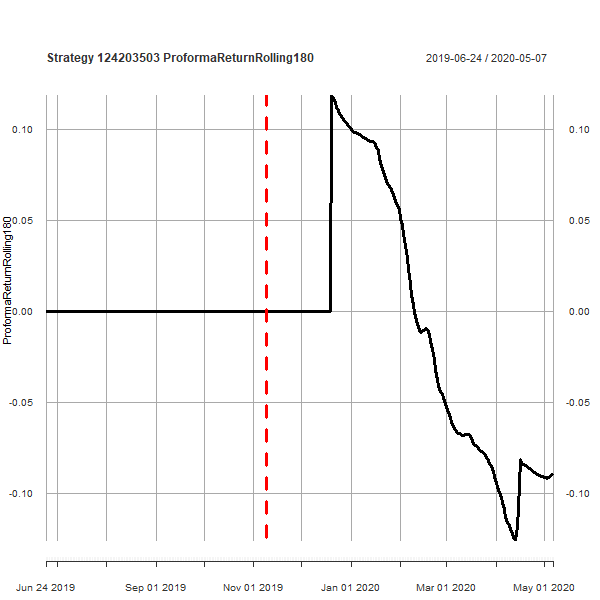 Strategy 124203503 ProformaReturnRolling180
2019-06-24 / 2020-05-07
ProformaReturnRolling180
0.10
0.05
0.00
-0.05
-0.10
0.10
0.05
0.00
-0.05
-0.10
Jun 24 2019
Sep 01 2019
Nov 01 2019
Jan 01 2020
Mar 01 2020
May 01 2020